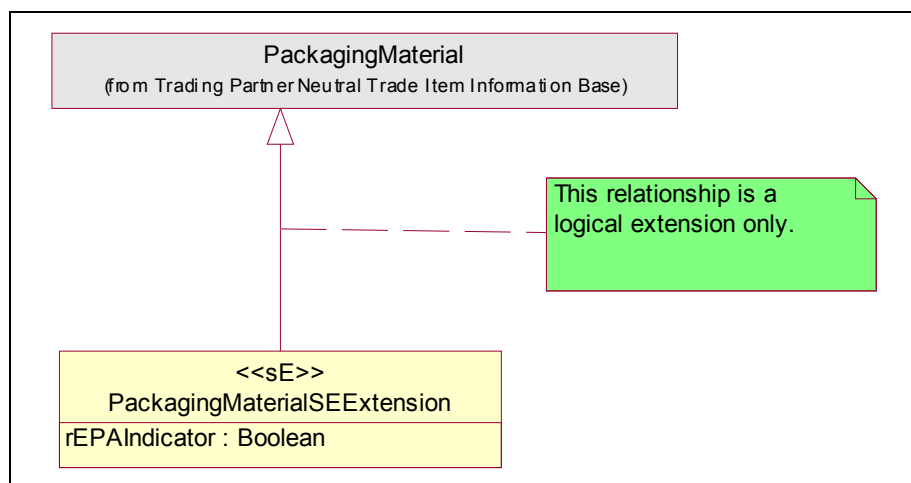 PackagingMaterial
(from Trading Partner Neutral Trade Item Information Base)
This relationship is a
logical extension only.
<<sE>>
PackagingMaterialSEExtension
rEPAIndicator : Boolean